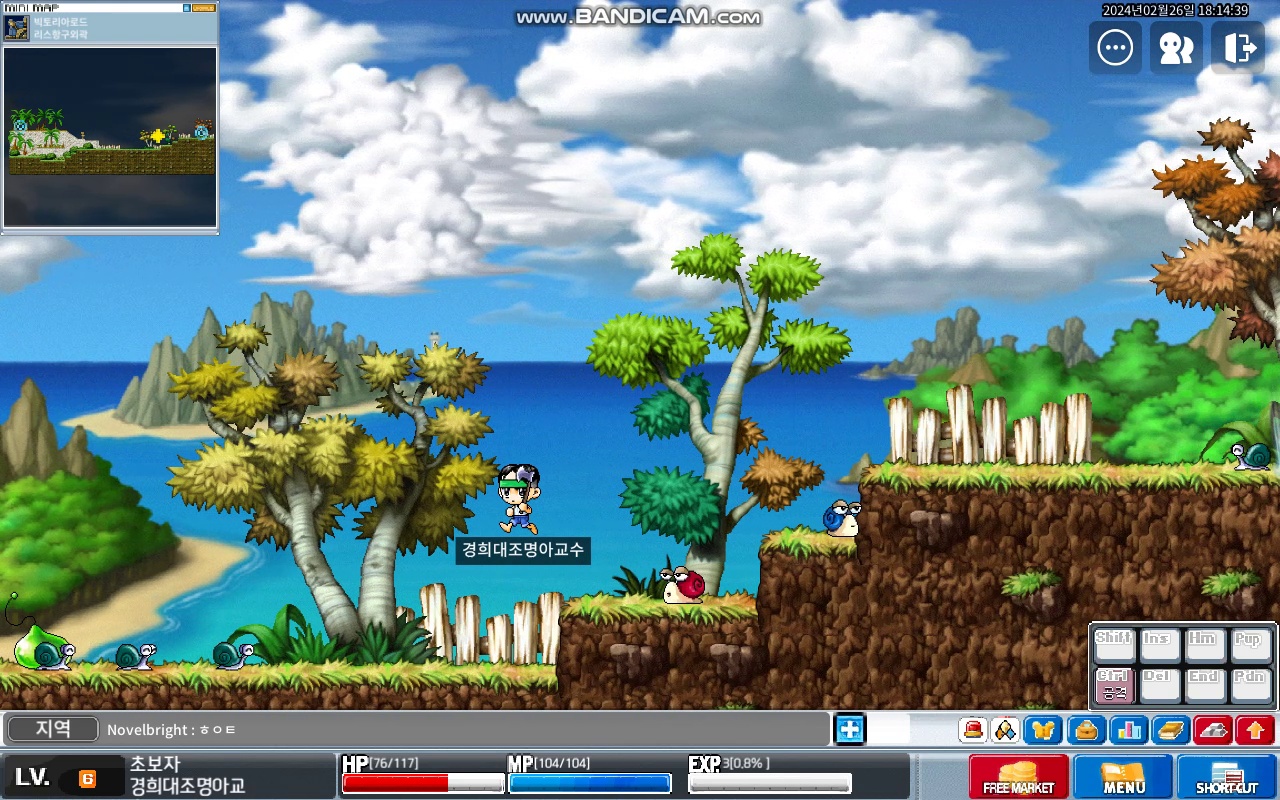 MINI MAP
빅토리아로드
리스항구외곽
www.BANDICAM.com
2024년02월26일 18:14:39
경희대조명아교수
Shift Ins Hm Pup
Ctrl Del End Pdn
공격
지역 Novelbright : ㅎㅇㅌ
LV. 6
초보자
경희대조명아교
HP[76/117] MP[104/104] EXP 3[0.8% ]
FREE MARKET MENU SHORT CUT